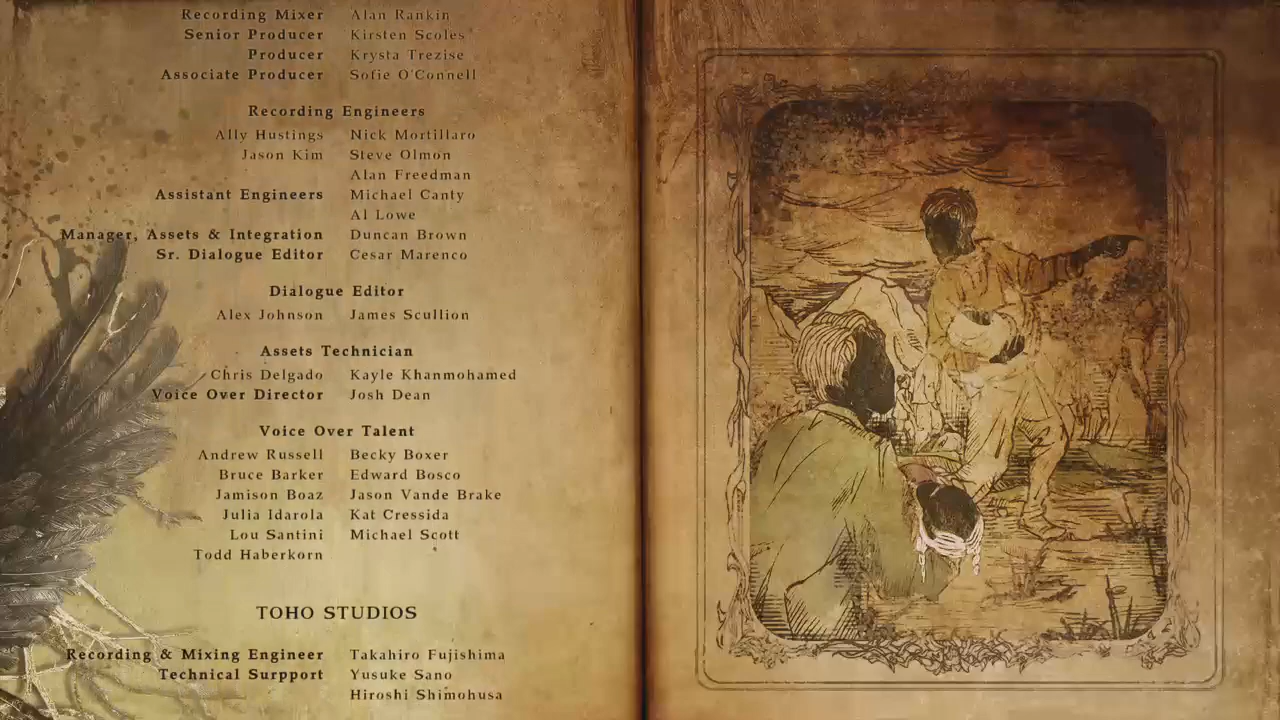 Recording Mixer Alan Rankin
Senior Producer Kirsten Scoles
Producer Krysta Trezise
Associate Producer Sofie O'Connell
Recording Engineers
Ally Hustings Nick Mortillaro
Jason Kim Steve Olmon
Alan Freedman
Assistant Engineers Michael Canty
Al Lowe
Manager, Assets & Integration Duncan Brown
Sr. Dialogue Editor Cesar Marenco
Dialogue Editor
Alex Johnson James Scullion
Assets Technician
Chris Delgado Kayle Khanmohamed
Voice Over Director Josh Dean
Voice Over Talent
Andrew Russell Becky Boxer
Bruce Barker Edward Bosco
Jamison Boaz Jason Vande Brake
Julia Idarola Kat Cressida
Lou Santini Michael Scott
Todd Haberkorn
TOHO STUDIOS
Recording & Mixing Engineer Takahiro Fujishima
Technical Surpport Yusuke Sano
Hiroshi Shimohusa